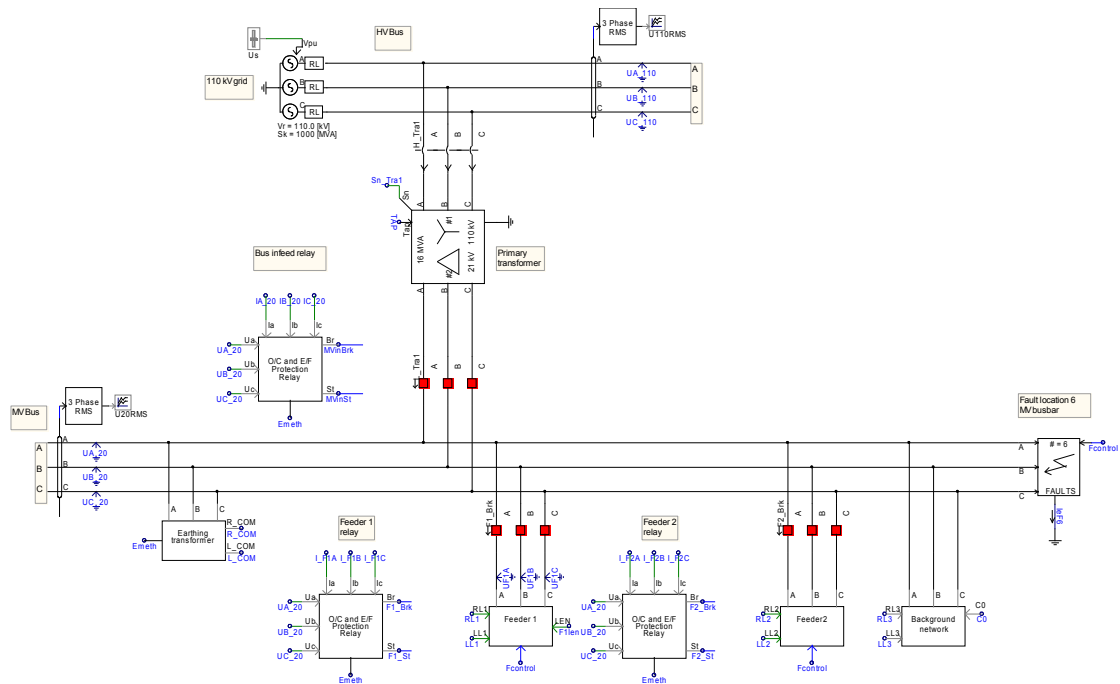 3 Phase
RMS
U110RMS
HV Bus
Us
Vpu
110 kV grid
A
RL
B
RL
C
RL
Vr = 110.0 [kV]
Sk = 1000 [MVA]
A
B
C
UA_110
UB_110
UC_110
A
B
C
IH_Tra1
A
B
C
Sn_Tra1
Sn
TAP
Tap
A
B
C
#1
110 kV
16 MVA
21 kV
#2
A
B
C
Primary
transformer
Bus infeed relay
IA_20
IB_20
IC_20
Ia
Ib
Ic
Ua
UA_20
Ub
UB_20
Uc
UC_20
O/C and E/F
Protection
Relay
Br
MVinBrk
St
MVinSt
Emeth
_Tra1
A
B
C
3 Phase
RMS
U20RMS
MV Bus
A
B
C
A
B
C
UA_20
UB_20
UC_20
Fault location 6
MV busbar
A
B
C
# = 6
FAULTS
Fcontrol
IeF6
A
B
C
Earthing
transformer
Emeth
R_COM
R_COM
L_COM
L_COM
Feeder 1
relay
I_F1A
I_F1B
I_F1C
Ia
Ib
Ic
Ua
UA_20
Ub
UB_20
Uc
UC_20
O/C and E/F
Protection
Relay
Br
F1_Brk
St
F1_St
Emeth
F1_Brk
A
B
C
UF1A
UF1B
UF1C
A
B
C
RL1
RL1
LL1
LL1
Feeder 1
LEN
F1len
Fcontrol
Feeder 2
relay
I_F2A
I_F2B
I_F2C
Ia
Ib
Ic
Ua
UA_20
Ub
UB_20
Uc
UC_20
O/C and E/F
Protection
Relay
Br
F2_Brk
St
F2_St
Emeth
F2_Brk
A
B
C
A
B
C
RL2
RL2
LL2
LL2
Feeder2
Fcontrol
A
B
C
RL3
RL3
LL3
LL3
Background
network
C0
C0